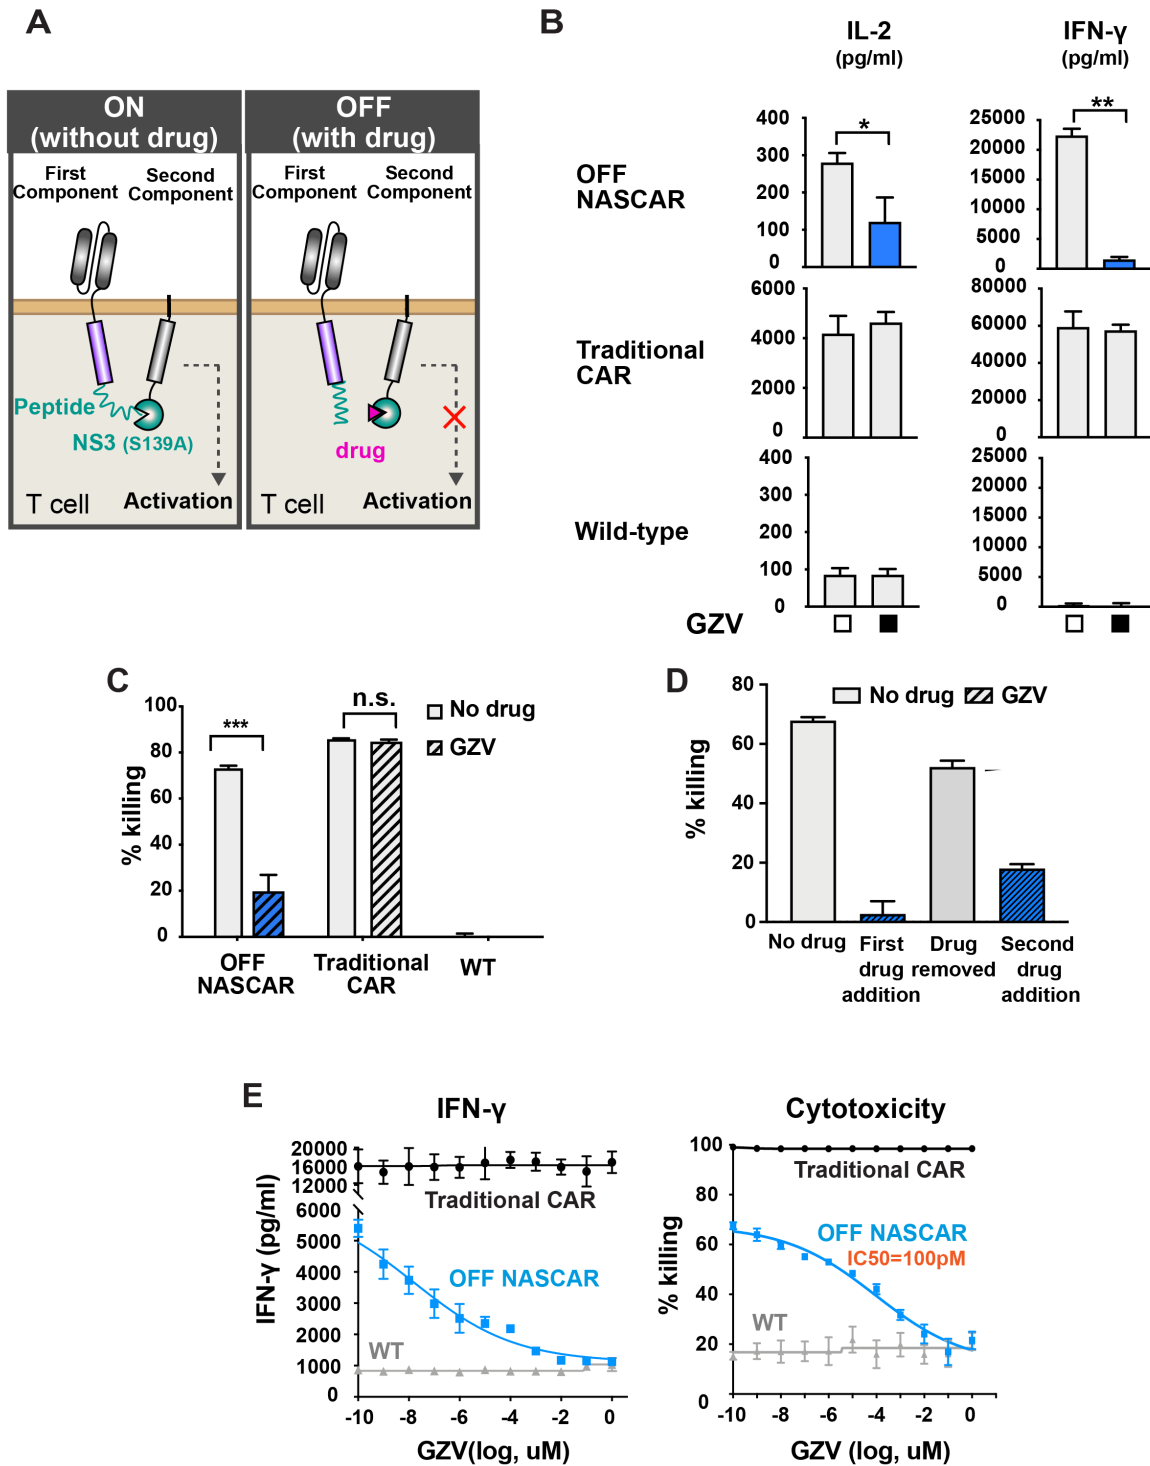 A
ON
(without drug)
OFF
(with drug)
First
Component
Second
Component
First
Component
Second
Component
Peptide
NS3 (S139A)
drug
T cell
Activation
T cell
Activation
B
IL-2
(pg/ml)
IFN-γ
(pg/ml)
OFF
NASCAR
400
300
200
100
0
*
25000
20000
15000
10000
5000
0
**
Traditional
CAR
6000
4000
2000
0
80000
60000
40000
20000
0
Wild-type
400
300
200
100
0
25000
20000
15000
10000
5000
0
GZV
C
% killing
100
80
60
40
20
0
***
n.s.
No drug
GZV
OFF
NASCAR
Traditional
CAR
WT
D
% killing
80
60
40
20
0
No drug
GZV
No drug
First
drug
addition
Drug
removed
Second
drug
addition
E
IFN-γ
IFN-γ (pg/ml)
20000
16000
12000
6000
5000
4000
3000
2000
1000
0
Traditional CAR
OFF NASCAR
WT
-10
-8
-6
-4
-2
0
GZV(log, uM)
Cytotoxicity
% killing
100
80
60
40
20
0
Traditional CAR
OFF NASCAR
IC50=100pM
WT
-10
-8
-6
-4
-2
0
GZV (log, uM)